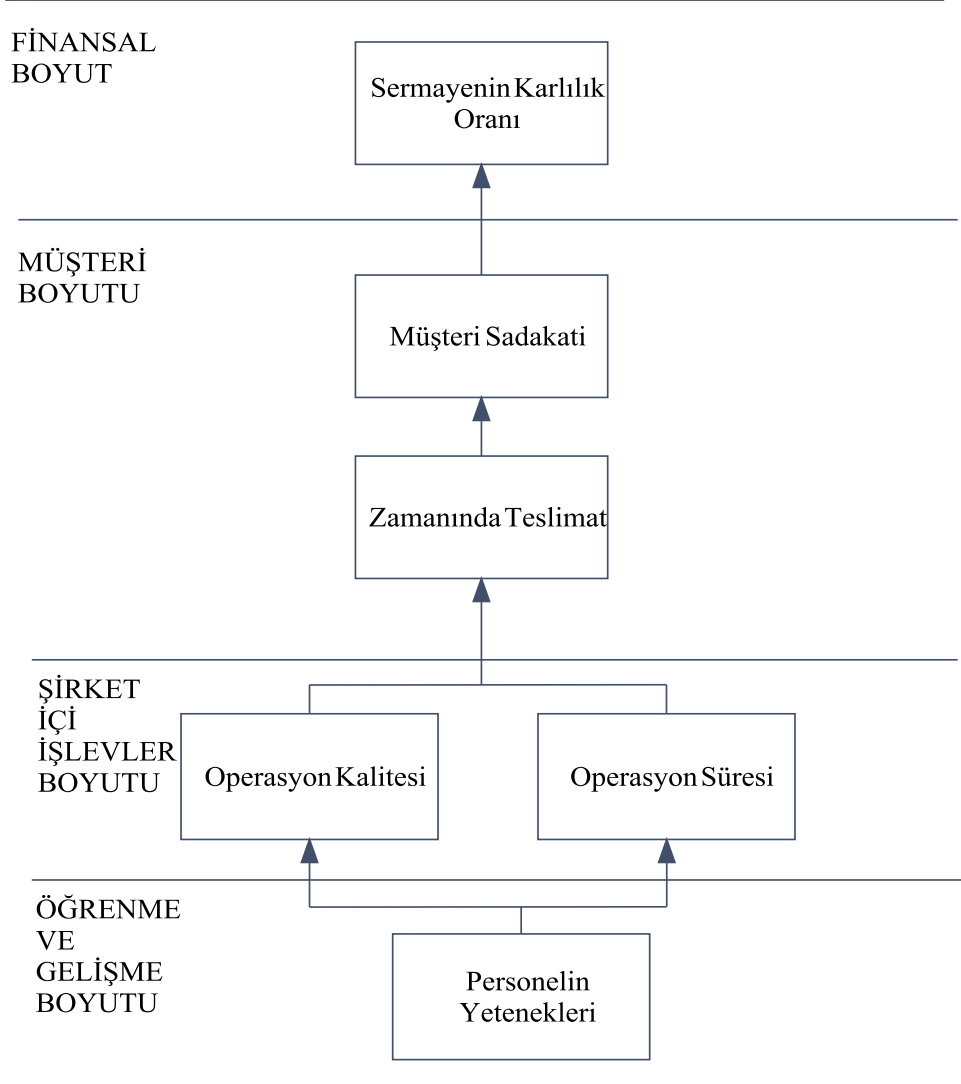 FİNANSAL
BOYUT
Sermayenin Karlılık
Oranı
MÜŞTERİ
BOYUTU
Müşteri Sadakati
Zamanında Teslimat
ŞİRKET
İÇİ
İŞLEVLER
BOYUTU
Operasyon Kalitesi
Operasyon Süresi
ÖĞRENME
VE
GELİŞME
BOYUTU
Personelin
Yetenekleri